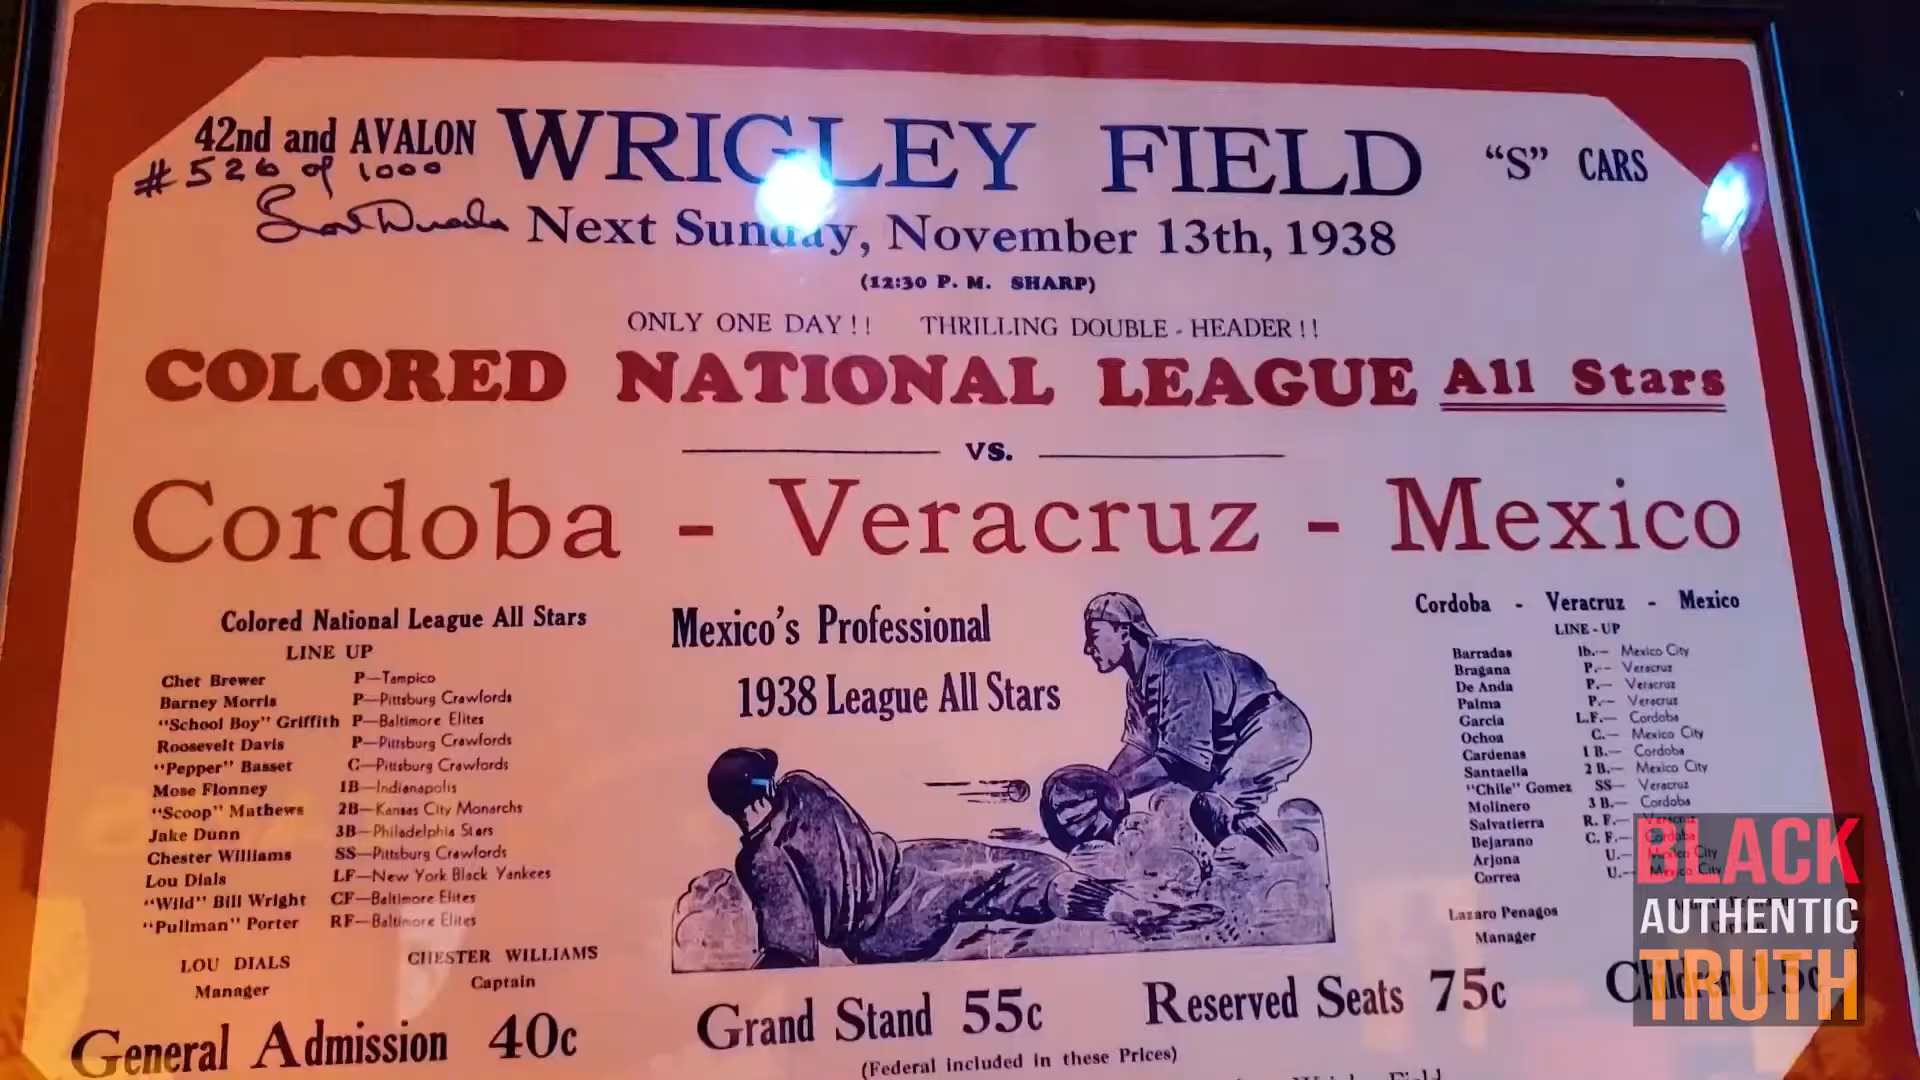 42nd and AVALON WRIGLEY FIELD "S" CARS
#526 of 1000
Next Sunday, November 13th, 1938
(12:30 P. M. SHARP)
ONLY ONE DAY!! THRILLING DOUBLE-HEADER!!
COLORED NATIONAL LEAGUE All Stars
VS.
Cordoba - Veracruz - Mexico
Colored National League All Stars
LINE UP
Chet Brewer P—Tampico
Barney Morris P—Pittsburg Crawfords
"School Boy" Griffith P—Baltimore Elites
Roosevelt Davis P—Pittsburg Crawfords
"Pepper" Basset C—Pittsburg Crawfords
Mose Flonney 1B—Indianapolis
"Scoop" Mathews 2B—Kansas City Monarchs
Jake Dunn 3B—Philadelphia Stars
Chester Williams SS—Pittsburg Crawfords
Lou Dials LF—New York Black Yankees
"Wild" Bill Wright CF—Baltimore Elites
"Pullman" Porter RF—Baltimore Elites
LOU DIALS
Manager
CHESTER WILLIAMS
Captain
Mexico's Professional
1938 League All Stars
Cordoba - Veracruz - Mexico
LINE-UP
Barradas 1b.— Mexico City
Bragana P.— Veracruz
De Anda P.— Veracruz
Palma P.— Veracruz
Garcia L.F.— Cordoba
Ochoa C.— Mexico City
Cardenas 1 B.— Cordoba
Santaella 2 B.— Mexico City
"Chile" Gomez SS— Veracruz
Molinero 3 B.— Cordoba
Salvatierra R. F.— Veracruz
Bejarano C. F.— Cordoba
Arjona U.— Mexico City
Correa U.— Mexico City
Lazaro Penagos
Manager
General Admission 40c
Grand Stand 55c
Reserved Seats 75c
Children 15c
(Federal included in these Prices)
BLACK
AUTHENTIC
TRUTH